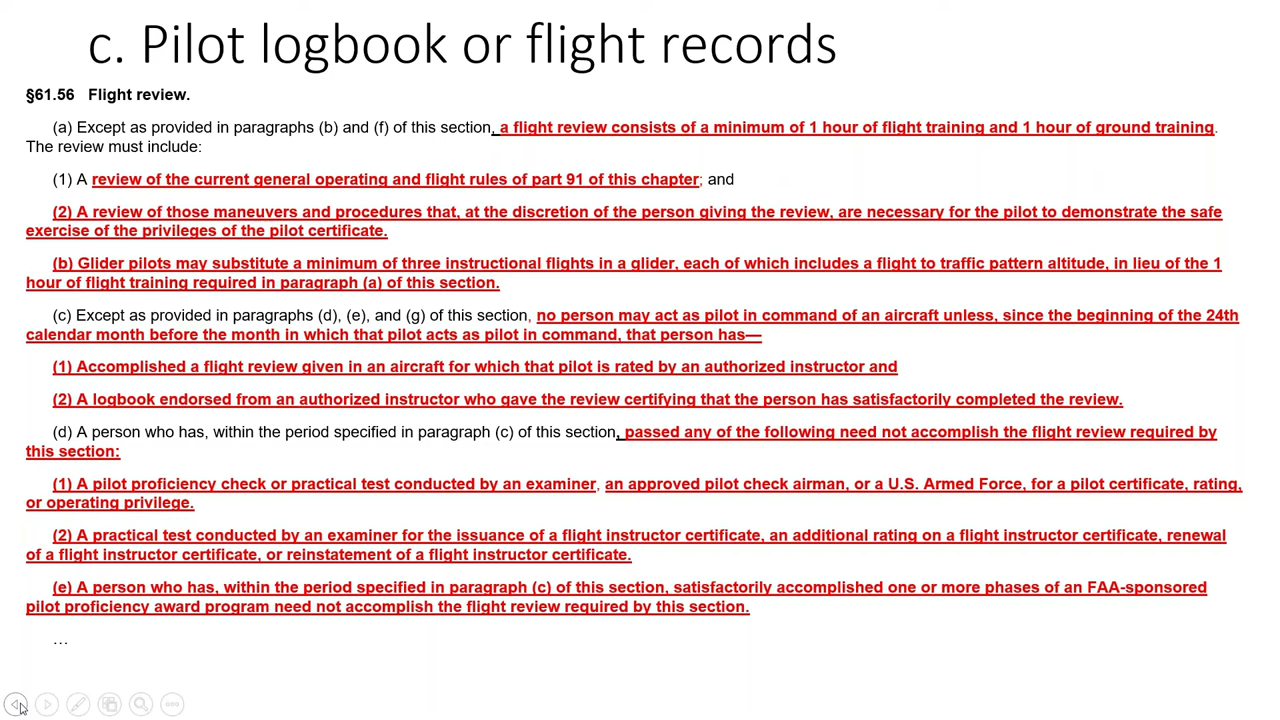 c. Pilot logbook or flight records
§61.56 Flight review.
(a) Except as provided in paragraphs (b) and (f) of this section, a flight review consists of a minimum of 1 hour of flight training and 1 hour of ground training.
The review must include:
(1) A review of the current general operating and flight rules of part 91 of this chapter; and
(2) A review of those maneuvers and procedures that, at the discretion of the person giving the review, are necessary for the pilot to demonstrate the safe
exercise of the privileges of the pilot certificate.
(b) Glider pilots may substitute a minimum of three instructional flights in a glider, each of which includes a flight to traffic pattern altitude, in lieu of the 1
hour of flight training required in paragraph (a) of this section.
(c) Except as provided in paragraphs (d), (e), and (g) of this section, no person may act as pilot in command of an aircraft unless, since the beginning of the 24th
calendar month before the month in which that pilot acts as pilot in command, that person has—
(1) Accomplished a flight review given in an aircraft for which that pilot is rated by an authorized instructor and
(2) A logbook endorsed from an authorized instructor who gave the review certifying that the person has satisfactorily completed the review.
(d) A person who has, within the period specified in paragraph (c) of this section, passed any of the following need not accomplish the flight review required by
this section:
(1) A pilot proficiency check or practical test conducted by an examiner, an approved pilot check airman, or a U.S. Armed Force, for a pilot certificate, rating,
or operating privilege.
(2) A practical test conducted by an examiner for the issuance of a flight instructor certificate, an additional rating on a flight instructor certificate, renewal
of a flight instructor certificate, or reinstatement of a flight instructor certificate.
(e) A person who has, within the period specified in paragraph (c) of this section, satisfactorily accomplished one or more phases of an FAA-sponsored
pilot proficiency award program need not accomplish the flight review required by this section.
…